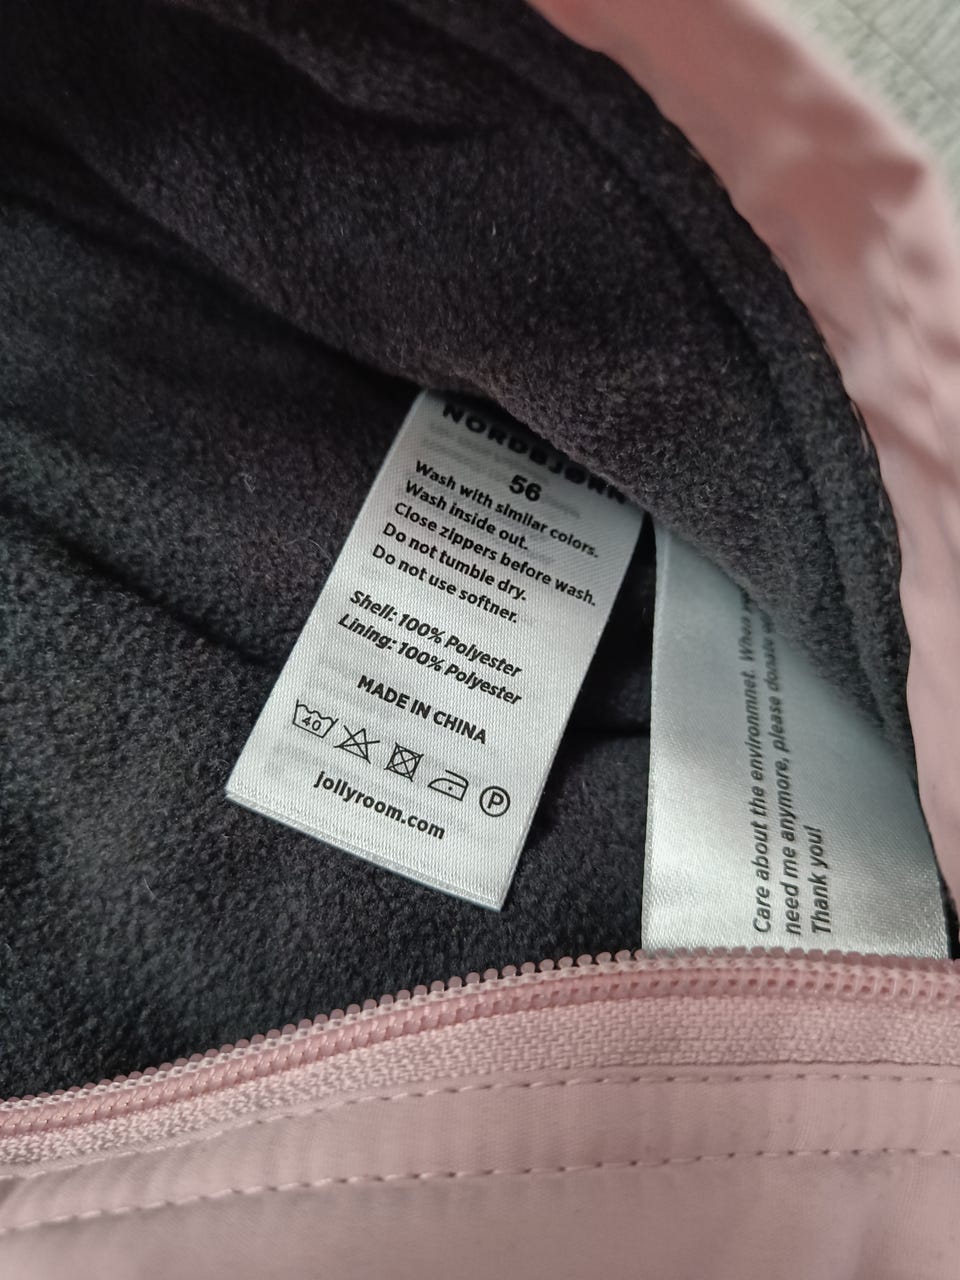 NORDBJØRN
56
Wash with similar colors.
Wash inside out.
Close zippers before wash.
Do not tumble dry.
Do not use softner.
Shell: 100% Polyester
Lining: 100% Polyester
MADE IN CHINA
40
P
jollyroom.com
Care about the environmnet. When
need me anymore, please donate
Thank you!